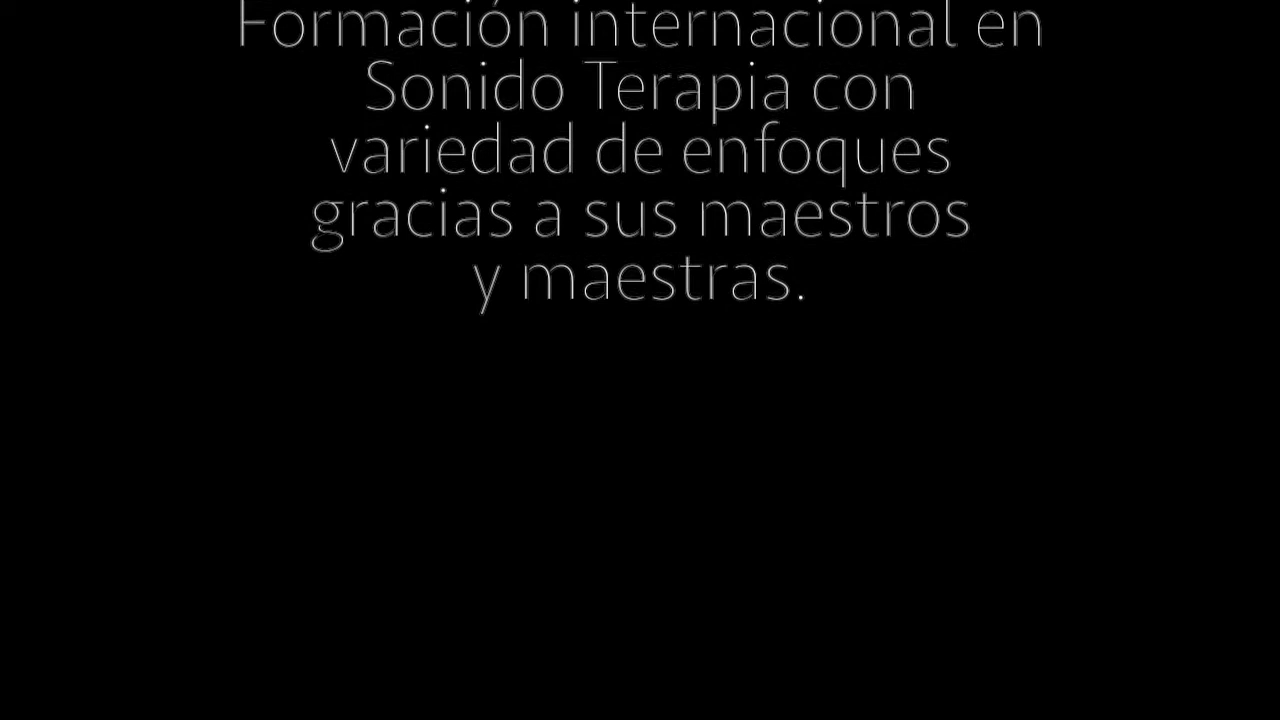 Formación internacional en
Sonido Terapia con
variedad de enfoques
gracias a sus maestros
y maestras.